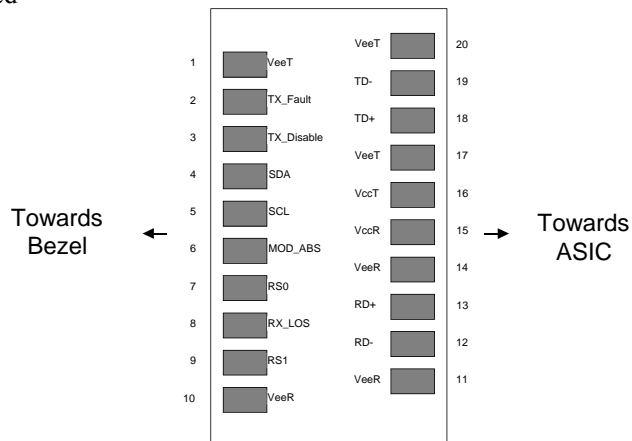 VeeT 20
1 VeeT
TD- 19
2 TX_Fault
TD+ 18
3 TX_Disable
VeeT 17
4 SDA
VccT 16
Towards
Bezel
5 SCL
VccR 15
Towards
ASIC
6 MOD_ABS
VeeR 14
7 RS0
RD+ 13
8 RX_LOS
RD- 12
9 RS1
VeeR 11
10 VeeR